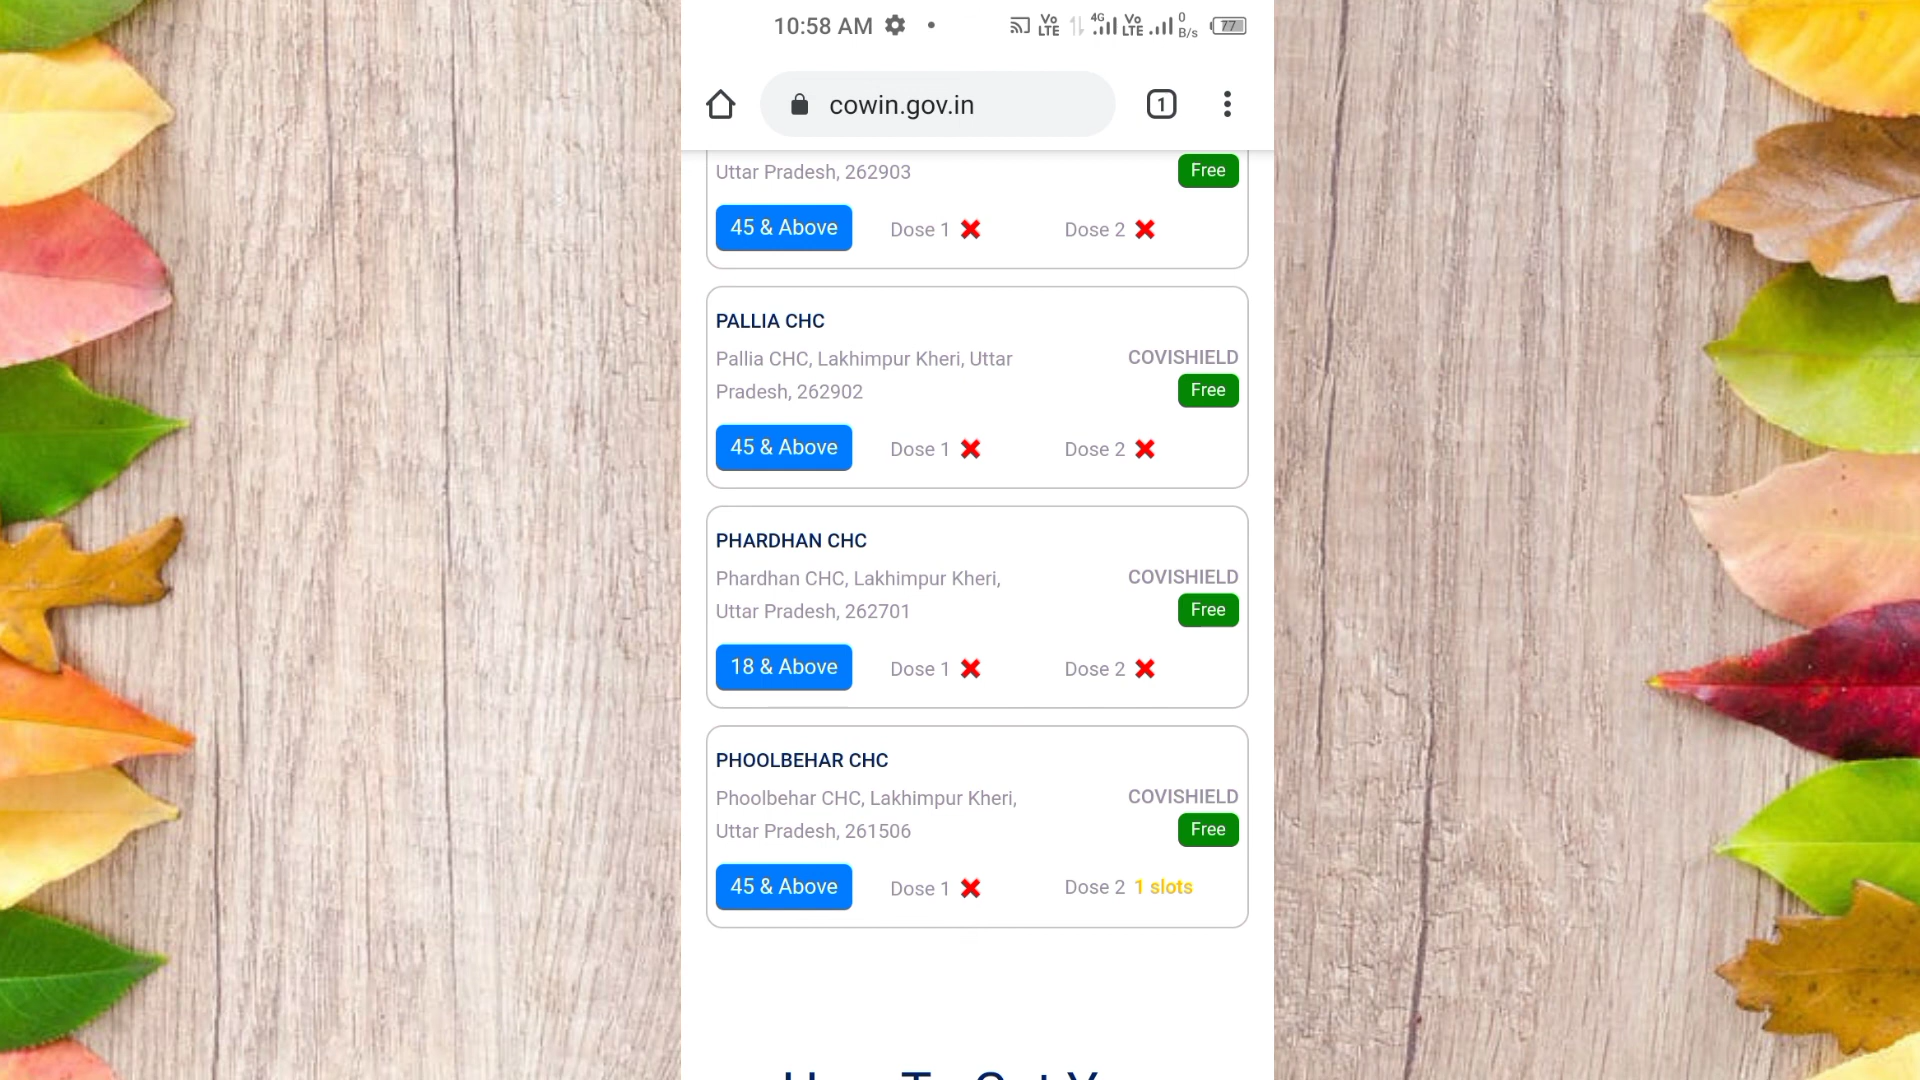 10:58 AM
Vo LTE 4G Vo LTE 0 B/s 77
cowin.gov.in
1
Uttar Pradesh, 262903
Free
45 & Above Dose 1 ❌ Dose 2 ❌
PALLIA CHC
Pallia CHC, Lakhimpur Kheri, Uttar
Pradesh, 262902
COVISHIELD
Free
45 & Above Dose 1 ❌ Dose 2 ❌
PHARDHAN CHC
Phardhan CHC, Lakhimpur Kheri,
Uttar Pradesh, 262701
COVISHIELD
Free
18 & Above Dose 1 ❌ Dose 2 ❌
PHOOLBEHAR CHC
Phoolbehar CHC, Lakhimpur Kheri,
Uttar Pradesh, 261506
COVISHIELD
Free
45 & Above Dose 1 ❌ Dose 2 1 slots